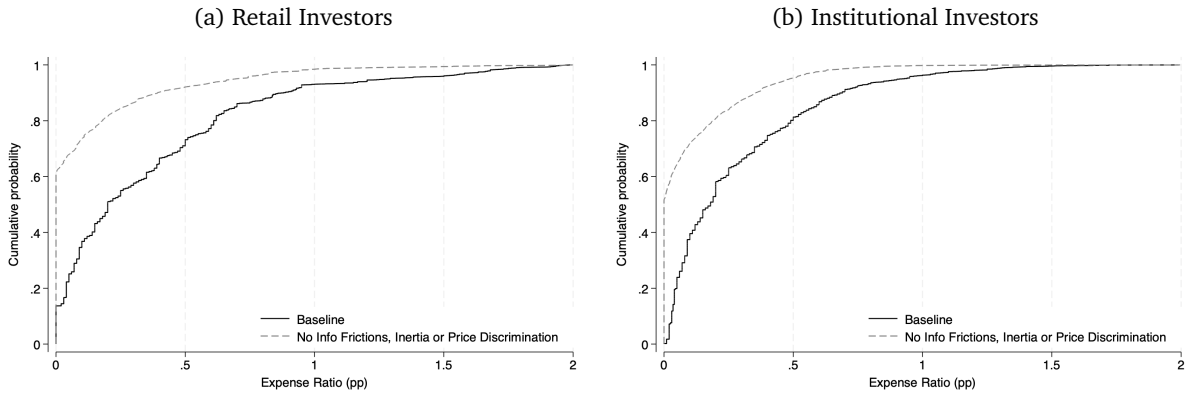 (a) Retail Investors
Cumulative probability
1
.8
.6
.4
.2
0
0 .5 1 1.5 2
Expense Ratio (pp)
Baseline
No Info Frictions, Inertia or Price Discrimination
(b) Institutional Investors
Cumulative probability
1
.8
.6
.4
.2
0
0 .5 1 1.5 2
Expense Ratio (pp)
Baseline
No Info Frictions, Inertia or Price Discrimination